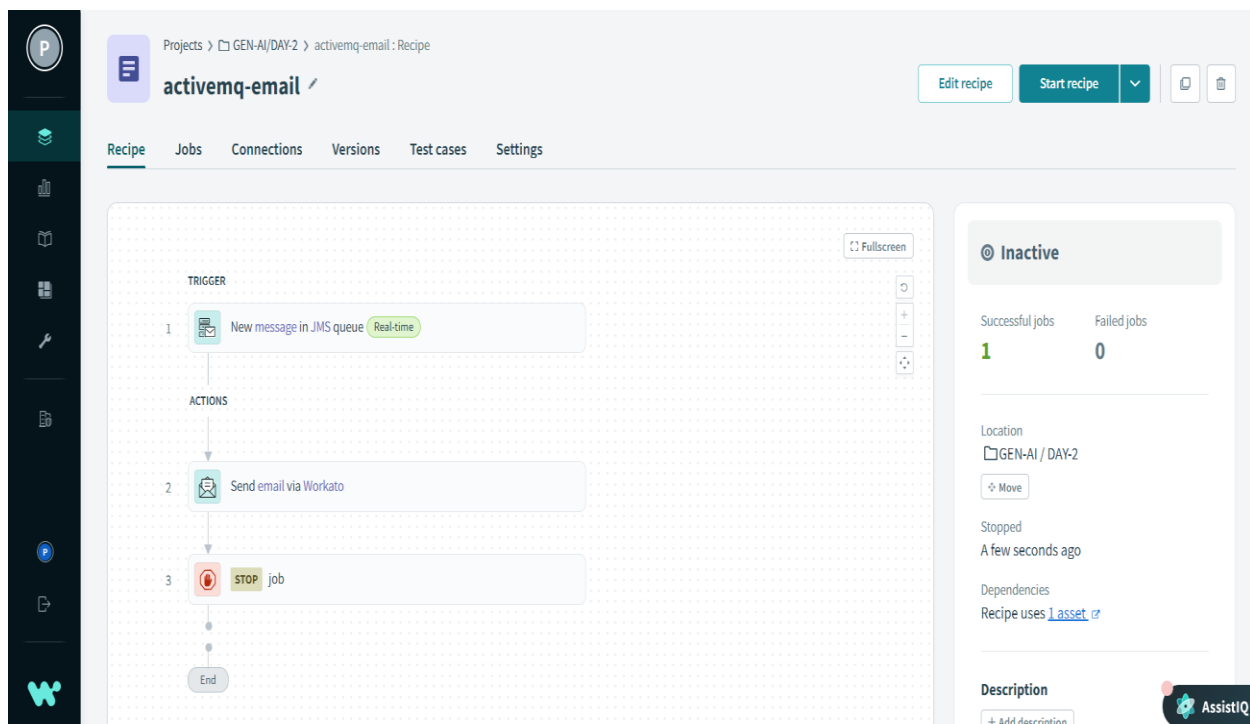 P
Projects > GEN-AI/DAY-2 > activemq-email : Recipe
activemq-email
Edit recipe
Start recipe
Recipe Jobs Connections Versions Test cases Settings
Fullscreen
TRIGGER
1 New message in JMS queue Real-time
ACTIONS
2 Send email via Workato
3 STOP job
End
Inactive
Successful jobs Failed jobs
1 0
Location
GEN-AI / DAY-2
Move
Stopped
A few seconds ago
Dependencies
Recipe uses 1 asset
Description
+ Add description
P
AssistIQ